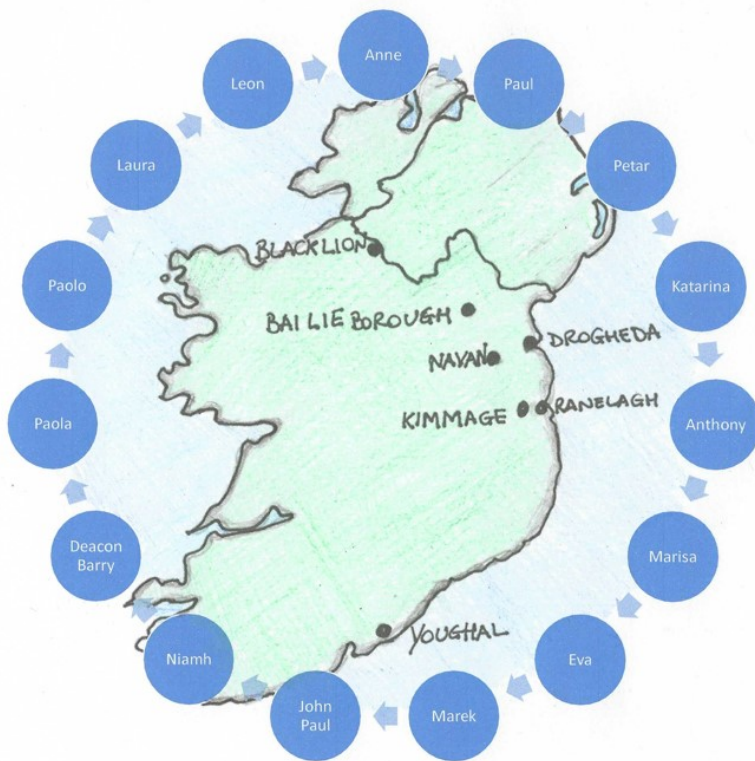 Anne
Paul
Petar
Katarina
Anthony
Marisa
Eva
Marek
John
Paul
Niamh
Deacon
Barry
Paola
Paolo
Laura
Leon
BLACKLION
BAILIEBOROUGH
DROGHEDA
NAVAN
KIMMAGE
RANELAGH
YOUGHAL